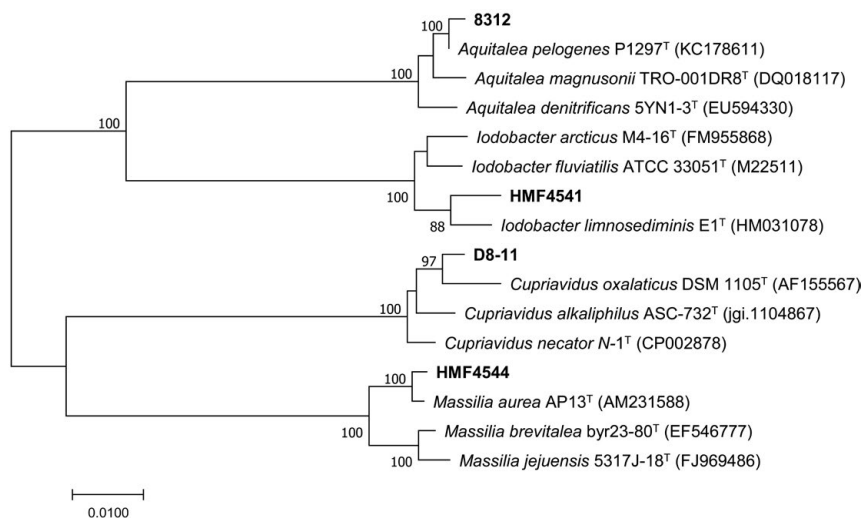 100 8312
Aquitalea pelogenes P1297ᵀ (KC178611)
100 Aquitalea magnusonii TRO-001DR8ᵀ (DQ018117)
Aquitalea denitrificans 5YN1-3ᵀ (EU594330)
100 Iodobacter arcticus M4-16ᵀ (FM955868)
Iodobacter fluviatilis ATCC 33051ᵀ (M22511)
100 HMF4541
88 Iodobacter limnosediminis E1ᵀ (HM031078)
D8-11
97 Cupriavidus oxalaticus DSM 1105ᵀ (AF155567)
100 Cupriavidus alkaliphilus ASC-732ᵀ (jgi.1104867)
Cupriavidus necator N-1ᵀ (CP002878)
100 HMF4544
Massilia aurea AP13ᵀ (AM231588)
100 Massilia brevitalea byr23-80ᵀ (EF546777)
100 Massilia jejuensis 5317J-18ᵀ (FJ969486)
0.0100